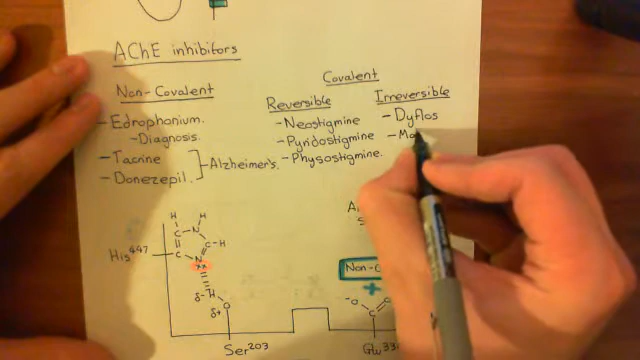 AChE inhibitors
Covalent
Non-Covalent
Reversible
Irreversible
- Edrophonium.
- Diagnosis.
- Tacrine
- Donezepil.
Alzheimer's.
- Neostigmine
- Pyridostigmine
- Physostigmine.
- Dyflos
H H
C N
C-H
C N
His447
xx
δ- H
δ+ O
Ser203
Non-C
+
-O O
C